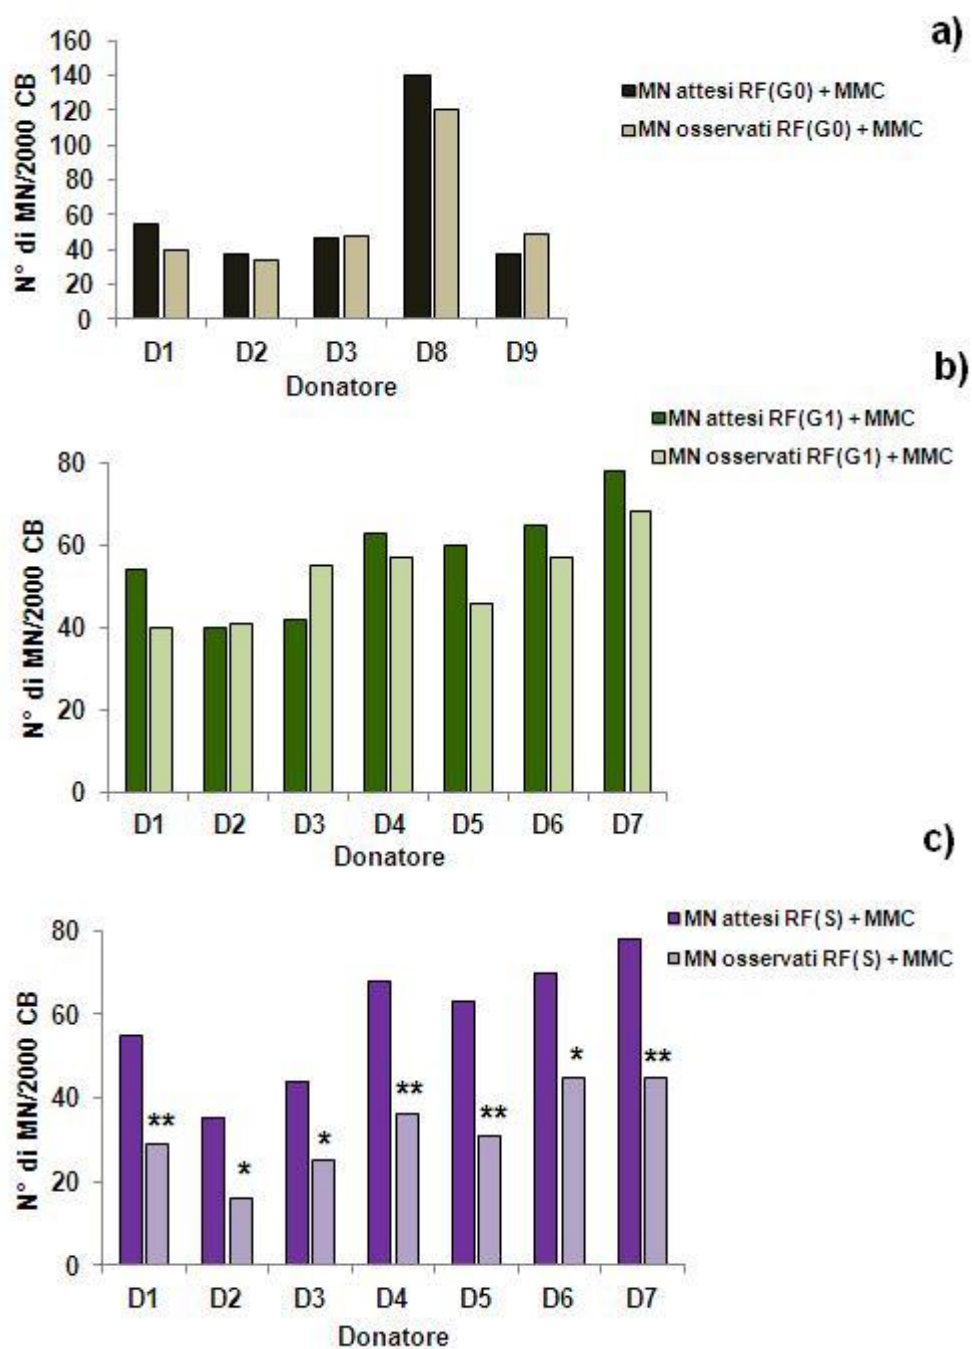 a)
MN attesi RF(G0) + MMC
MN osservati RF(G0) + MMC
N° di MN/2000 CB
160
140
120
100
80
60
40
20
0
D1 D2 D3 D8 D9
Donatore
b)
MN attesi RF(G1) + MMC
MN osservati RF(G1) + MMC
N° di MN/2000 CB
80
60
40
20
0
D1 D2 D3 D4 D5 D6 D7
Donatore
c)
MN attesi RF(S) + MMC
MN osservati RF(S) + MMC
N° di MN/2000 CB
80
60
40
20
0
** * * ** ** * **
D1 D2 D3 D4 D5 D6 D7
Donatore